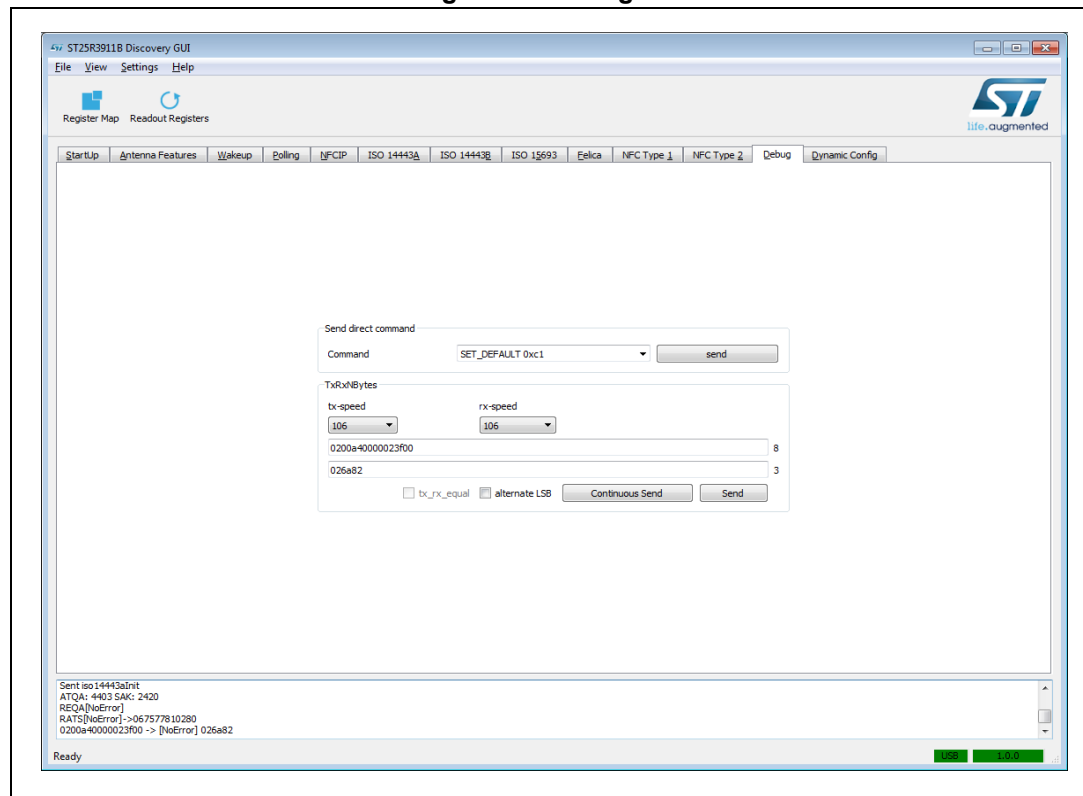 ST25R3911B Discovery GUI
File View Settings Help
Register Map Readout Registers
life.augmented
StartUp Antenna Features Wakeup Polling NFCIP ISO 14443A ISO 14443B ISO 15693 Felica NFC Type 1 NFC Type 2 Debug Dynamic Config
Send direct command
Command SET_DEFAULT 0xc1 send
TxRxNBytes
tx-speed rx-speed
106 106
0200a40000023f00 8
026a82 3
tx_rx_equal alternate LSB Continuous Send Send
Sent iso14443aInit
ATQA: 4403 SAK: 2420
REQA[NoError]
RATS[NoError]->067577810280
0200a40000023f00 -> [NoError] 026a82
Ready USB 1.0.0